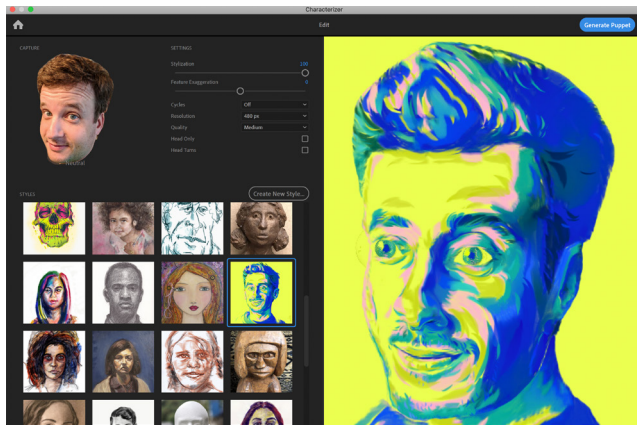 Characterizer
Edit
Generate Puppet
CAPTURE
Neutral
SETTINGS
Stylization 100
Feature Exaggeration 0
Cycles Off
Resolution 480 px
Quality Medium
Head Only
Head Turns
STYLES
Create New Style...